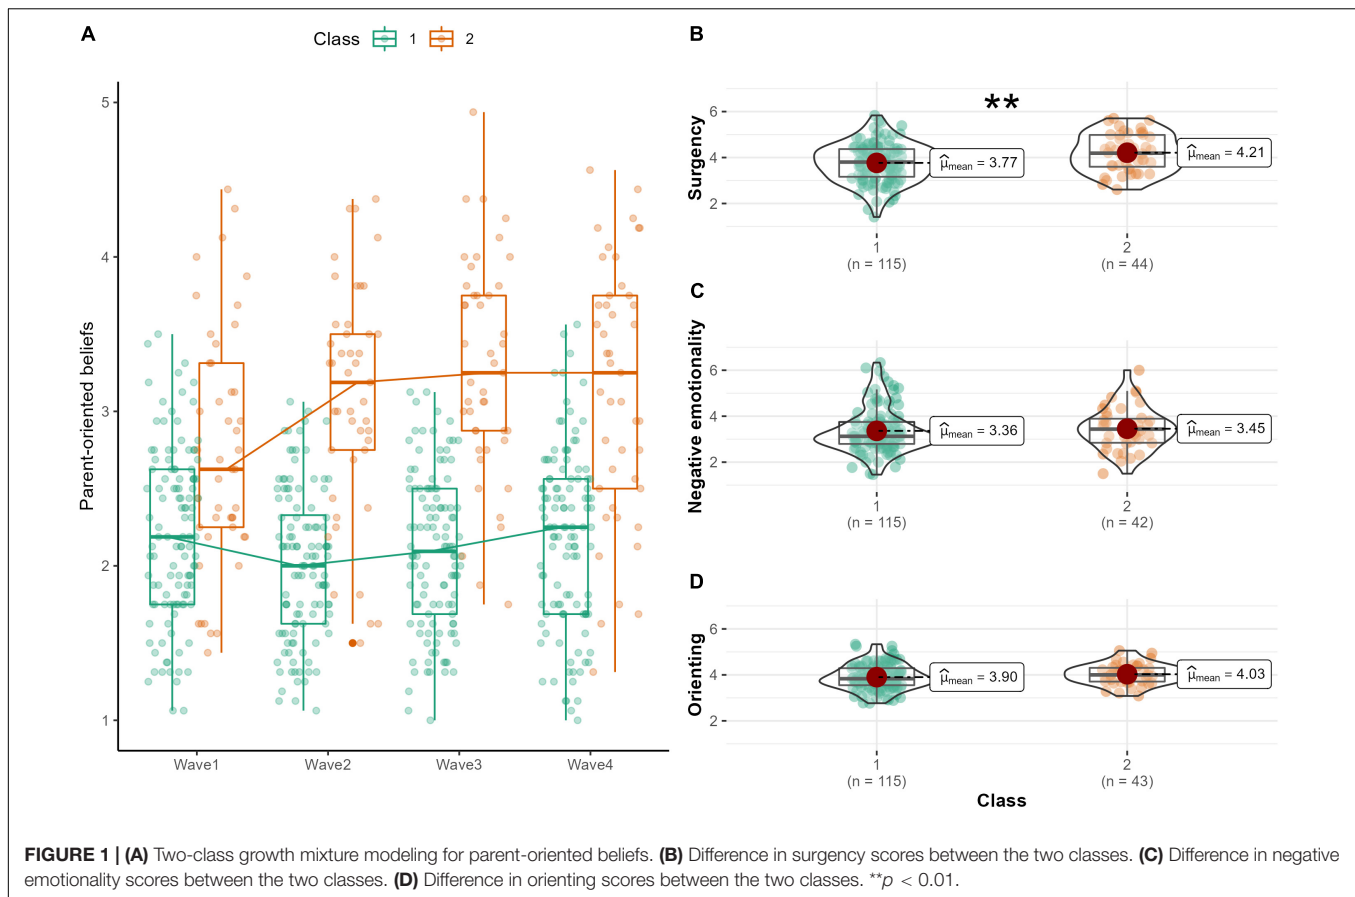 A
Class 1 2
Parent-oriented beliefs
5
4
3
2
1
Wave1 Wave2 Wave3 Wave4
B
**
Surgency
6
4
2
μ̂mean = 3.77
μ̂mean = 4.21
1 2
(n = 115) (n = 44)
C
Negative emotionality
6
4
2
μ̂mean = 3.36
μ̂mean = 3.45
1 2
(n = 115) (n = 42)
D
Orienting
6
4
2
μ̂mean = 3.90
μ̂mean = 4.03
1 2
(n = 115) (n = 43)
Class
FIGURE 1 | (A) Two-class growth mixture modeling for parent-oriented beliefs. (B) Difference in surgency scores between the two classes. (C) Difference in negative
emotionality scores between the two classes. (D) Difference in orienting scores between the two classes. **p < 0.01.